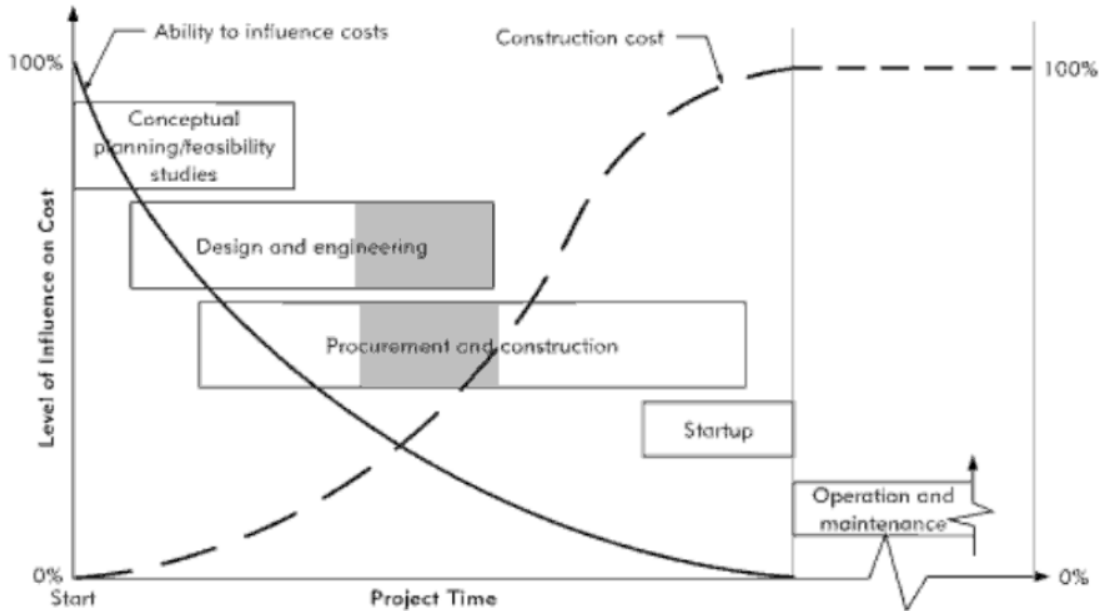 Ability to influence costs
Construction cost
100%
100%
Conceptual
planning/feasibility
studies
Design and engineering
Procurement and construction
Startup
Operation and
maintenance
Level of Influence on Cost
0%
0%
Start
Project Time